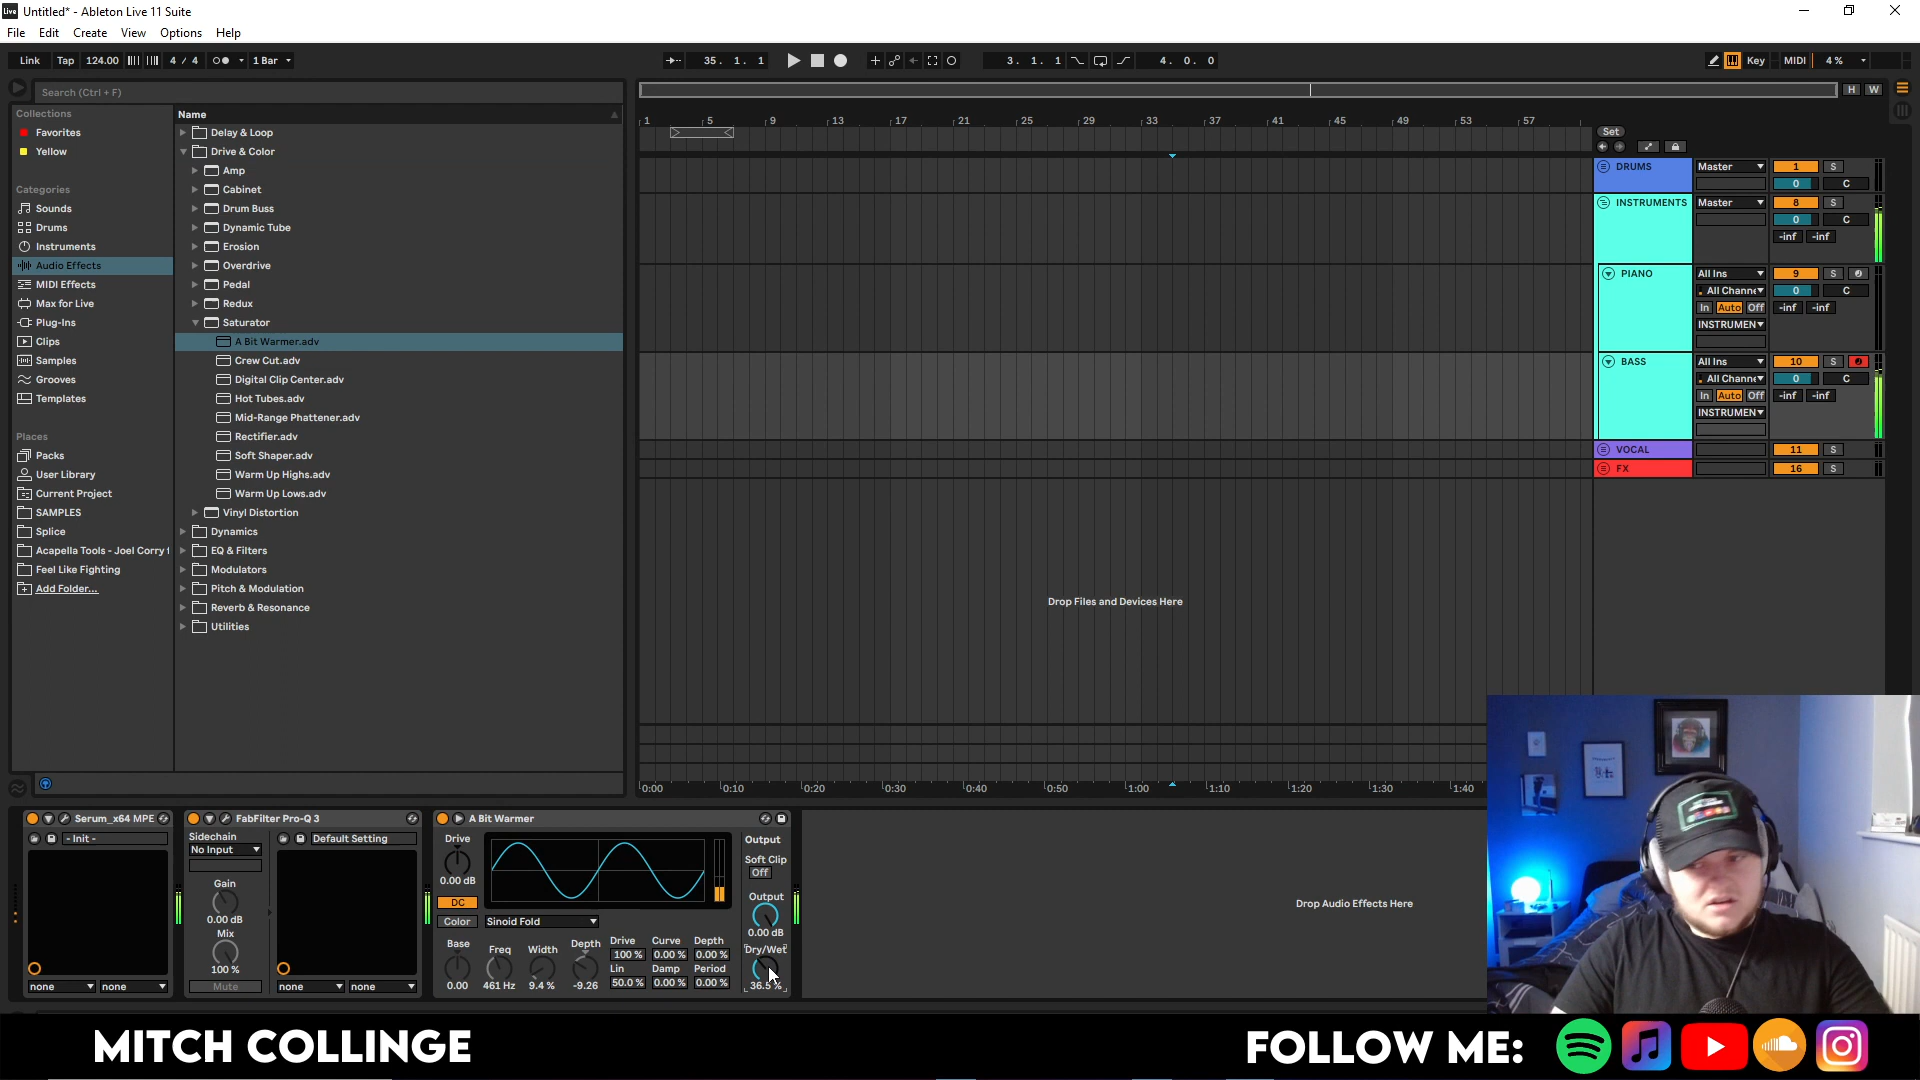 Live Untitled* - Ableton Live 11 Suite
File Edit Create View Options Help
Link Tap 124.00 4 / 4 1 Bar 35. 1. 1 3. 1. 1 4. 0. 0 Key MIDI 4 %
Search (Ctrl + F)
H W
Collections
Favorites
Yellow
Categories
Sounds
Drums
Instruments
Audio Effects
MIDI Effects
Max for Live
Plug-Ins
Clips
Samples
Grooves
Templates
Places
Packs
User Library
Current Project
SAMPLES
Splice
Acapella Tools - Joel Corry f
Feel Like Fighting
Add Folder...
Name
Delay & Loop
Drive & Color
Amp
Cabinet
Drum Buss
Dynamic Tube
Erosion
Overdrive
Pedal
Redux
Saturator
A Bit Warmer.adv
Crew Cut.adv
Digital Clip Center.adv
Hot Tubes.adv
Mid-Range Phattener.adv
Rectifier.adv
Soft Shaper.adv
Warm Up Highs.adv
Warm Up Lows.adv
Vinyl Distortion
Dynamics
EQ & Filters
Modulators
Pitch & Modulation
Reverb & Resonance
Utilities
1 5 9 13 17 21 25 29 33 37 41 45 49 53 57
Set
DRUMS Master 1 S
0 C
INSTRUMENTS Master 8 S
0 C
-inf -inf
PIANO All Ins 9 S
All Channe 0 C
In Auto Off -inf -inf
INSTRUMEN
BASS All Ins 10 S
All Channe 0 C
In Auto Off -inf -inf
INSTRUMEN
VOCAL 11 S
FX 16 S
Drop Files and Devices Here
0:00 0:10 0:20 0:30 0:40 0:50 1:00 1:10 1:20 1:30 1:40
Serum_x64 MPE
- Init -
none none
FabFilter Pro-Q 3
Sidechain
No Input
Default Setting
Gain
0.00 dB
Mix
100 %
Mute
none none
A Bit Warmer
Drive
0.00 dB
DC
Color Sinoid Fold
Base Freq Width Depth
0.00 461 Hz 9.4 % -9.26
Drive Curve Depth
100 % 0.00 % 0.00 %
Lin Damp Period
50.0 % 0.00 % 0.00 %
Output
Soft Clip
Off
Output
0.00 dB
Dry/Wet
36.5 %
Drop Audio Effects Here
MITCH COLLINGE
FOLLOW ME: